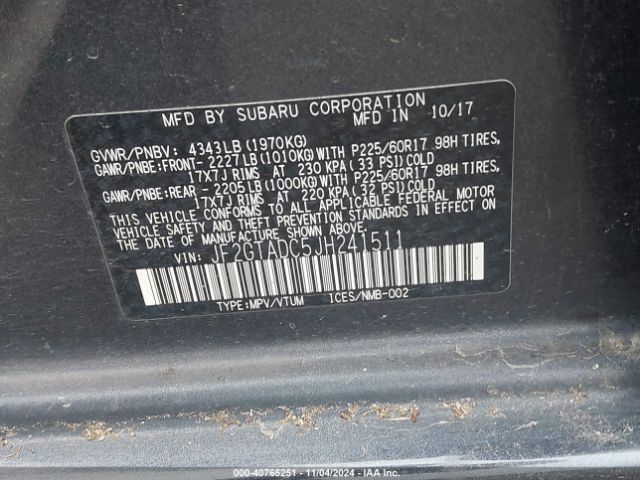 MFD BY SUBARU CORPORATION
MFD IN 10/17
GVWR/PNBV: 4343LB(1970KG)
GAWR/PNBE:FRONT- 2227LB(1010KG)WITH P225/60R17 98H TIRES,
17X7J RIMS AT 230 KPA(33 PSI)COLD
GAWR/PNBE:REAR - 2205LB(1000KG)WITH P225/60R17 98H TIRES,
17X7J RIMS AT 220 KPA(32 PSI)COLD
THIS VEHICLE CONFORMS TO ALL APPLICABLE FEDERAL MOTOR
VEHICLE SAFETY AND THEFT PREVENTION STANDARDS IN EFFECT ON
THE DATE OF MANUFACTURE SHOWN ABOVE.
VIN: JF2GTADC5JH241511
TYPE:MPV/VTUM ICES/NMB-002
000-40765251 - 11/04/2024 - IAA Inc.